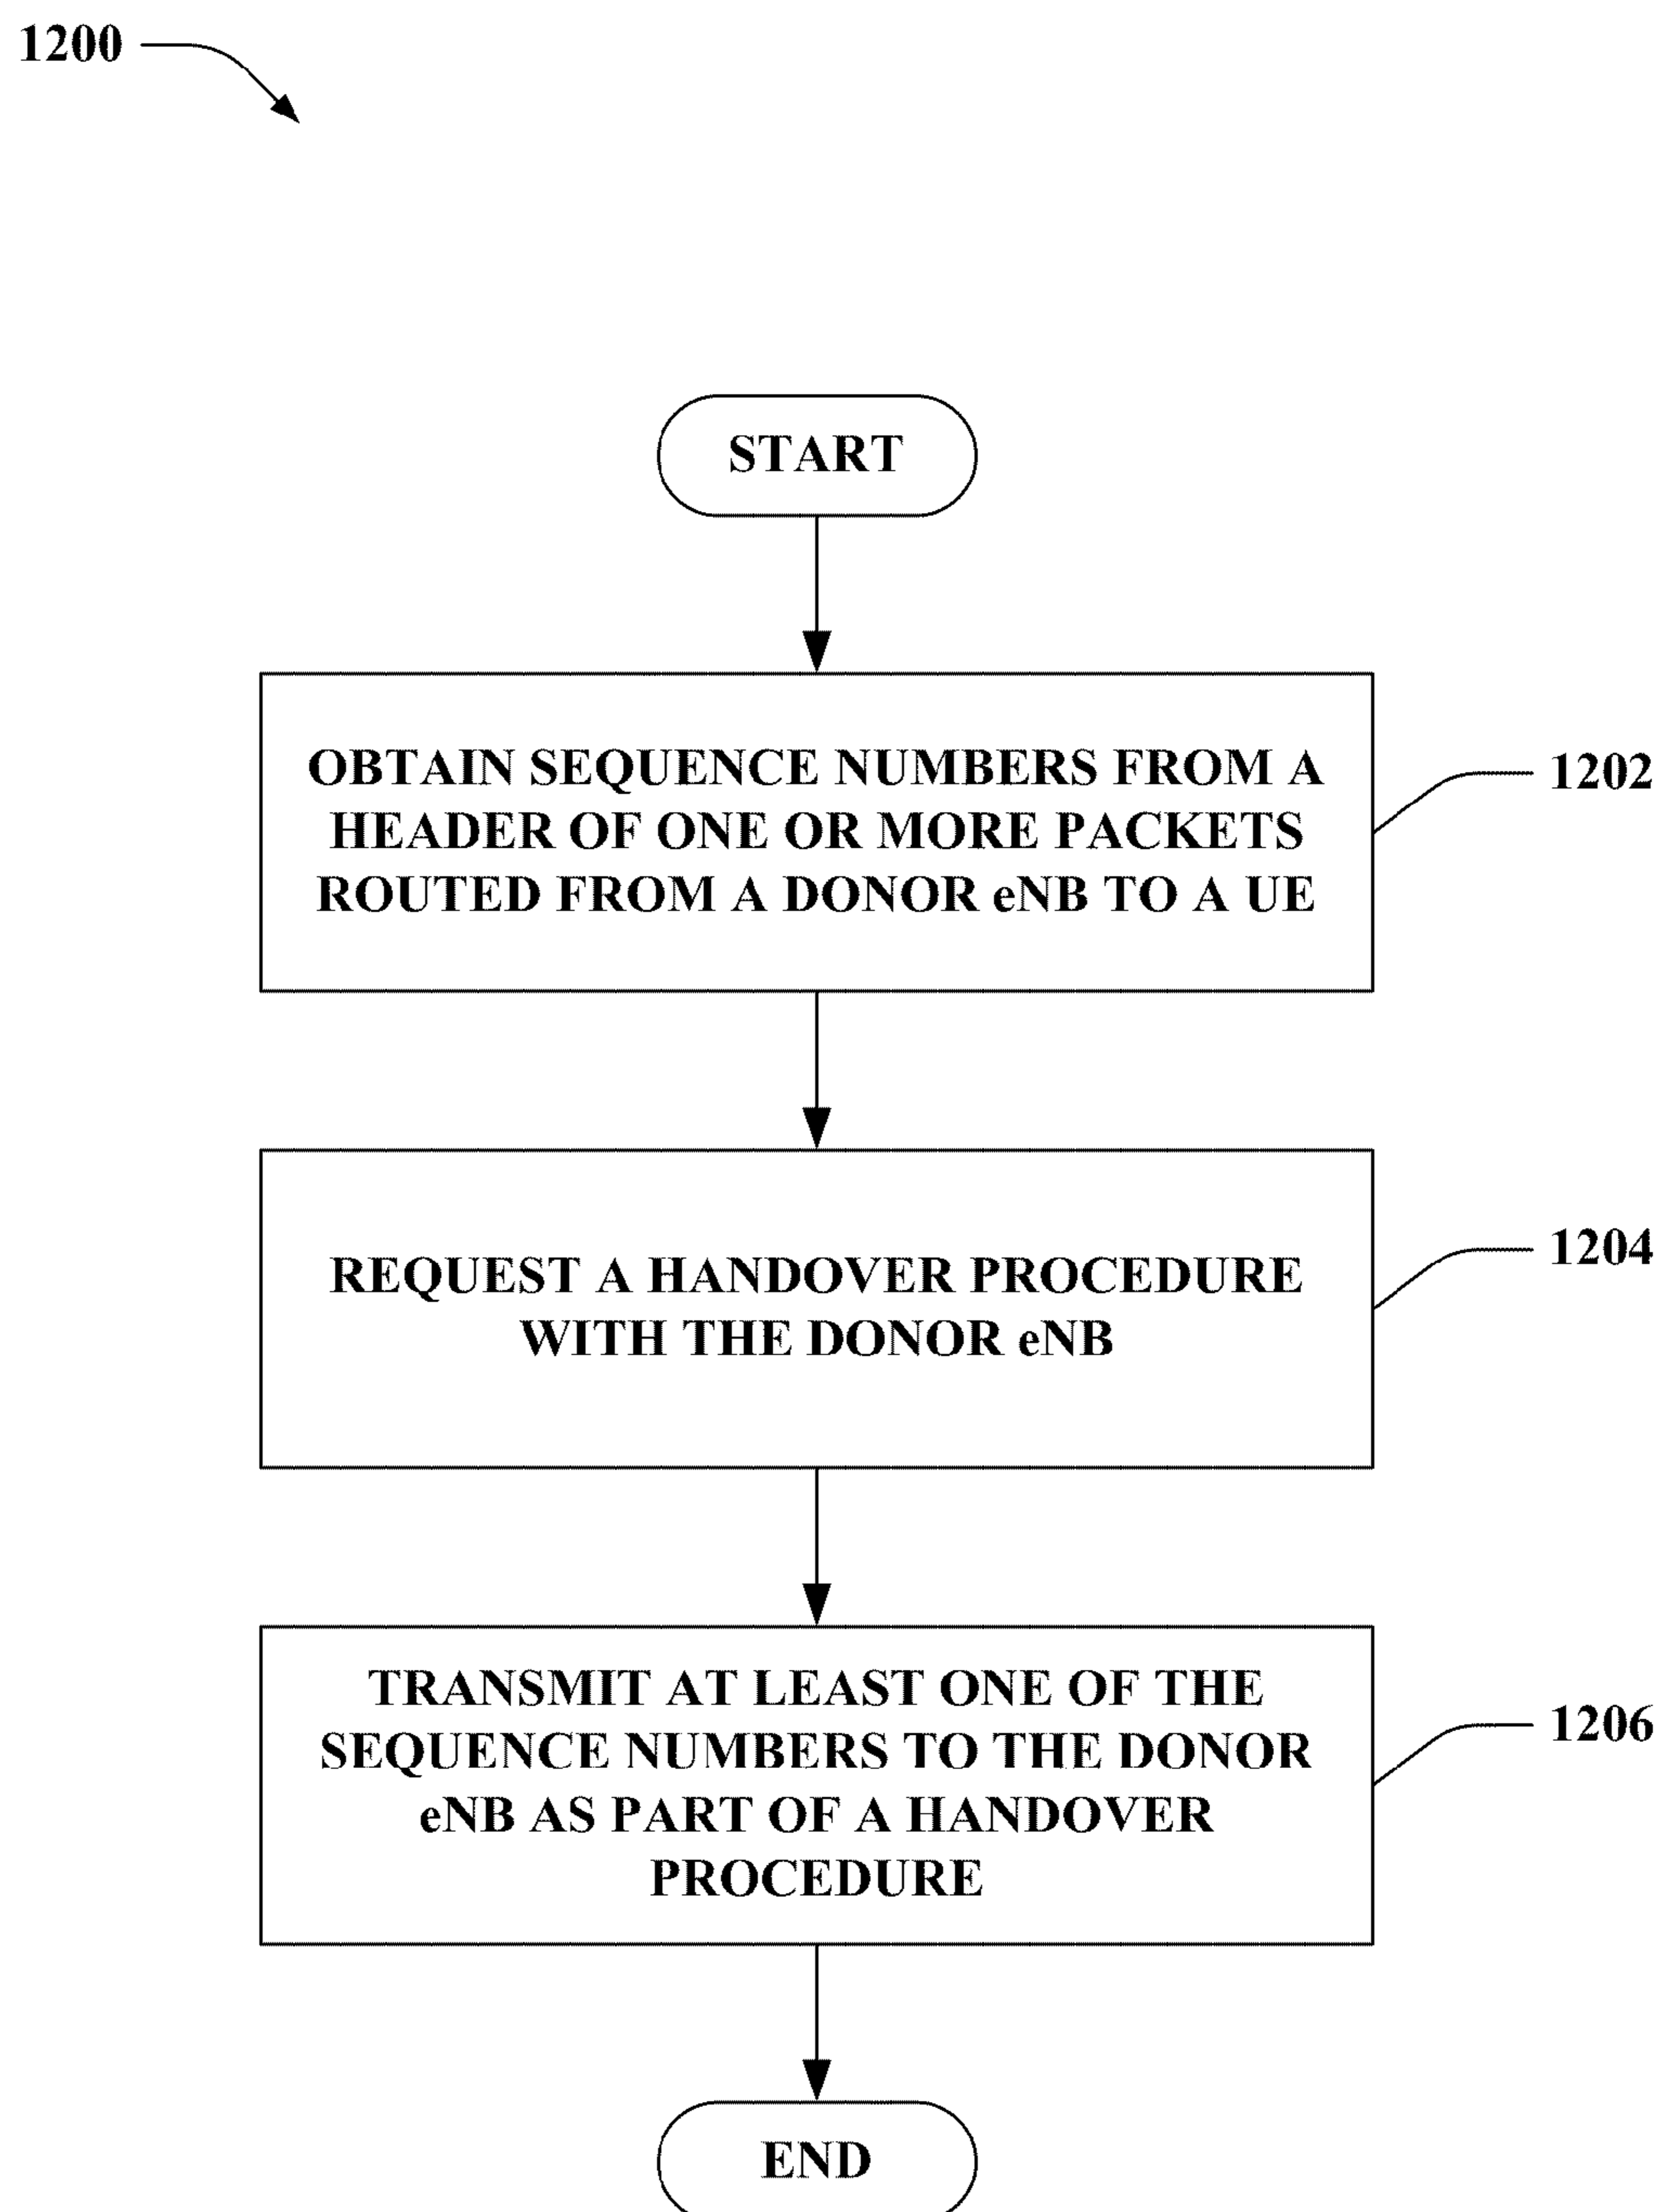 1200
START
OBTAIN SEQUENCE NUMBERS FROM A
HEADER OF ONE OR MORE PACKETS
ROUTED FROM A DONOR eNB TO A UE
1202
REQUEST A HANDOVER PROCEDURE
WITH THE DONOR eNB
1204
TRANSMIT AT LEAST ONE OF THE
SEQUENCE NUMBERS TO THE DONOR
eNB AS PART OF A HANDOVER
PROCEDURE
1206
END